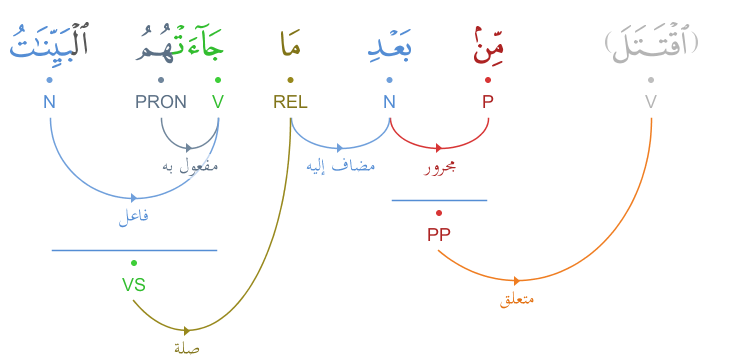 (ٱقْتَتَلَ) مِّنۢ بَعْدِ مَا جَآءَتْهُمُ ٱلْبَيِّنَـٰتُ
V P N REL V PRON N
مجرور مضاف إليه مفعول به
فاعل
PP
VS
متعلق
صلة